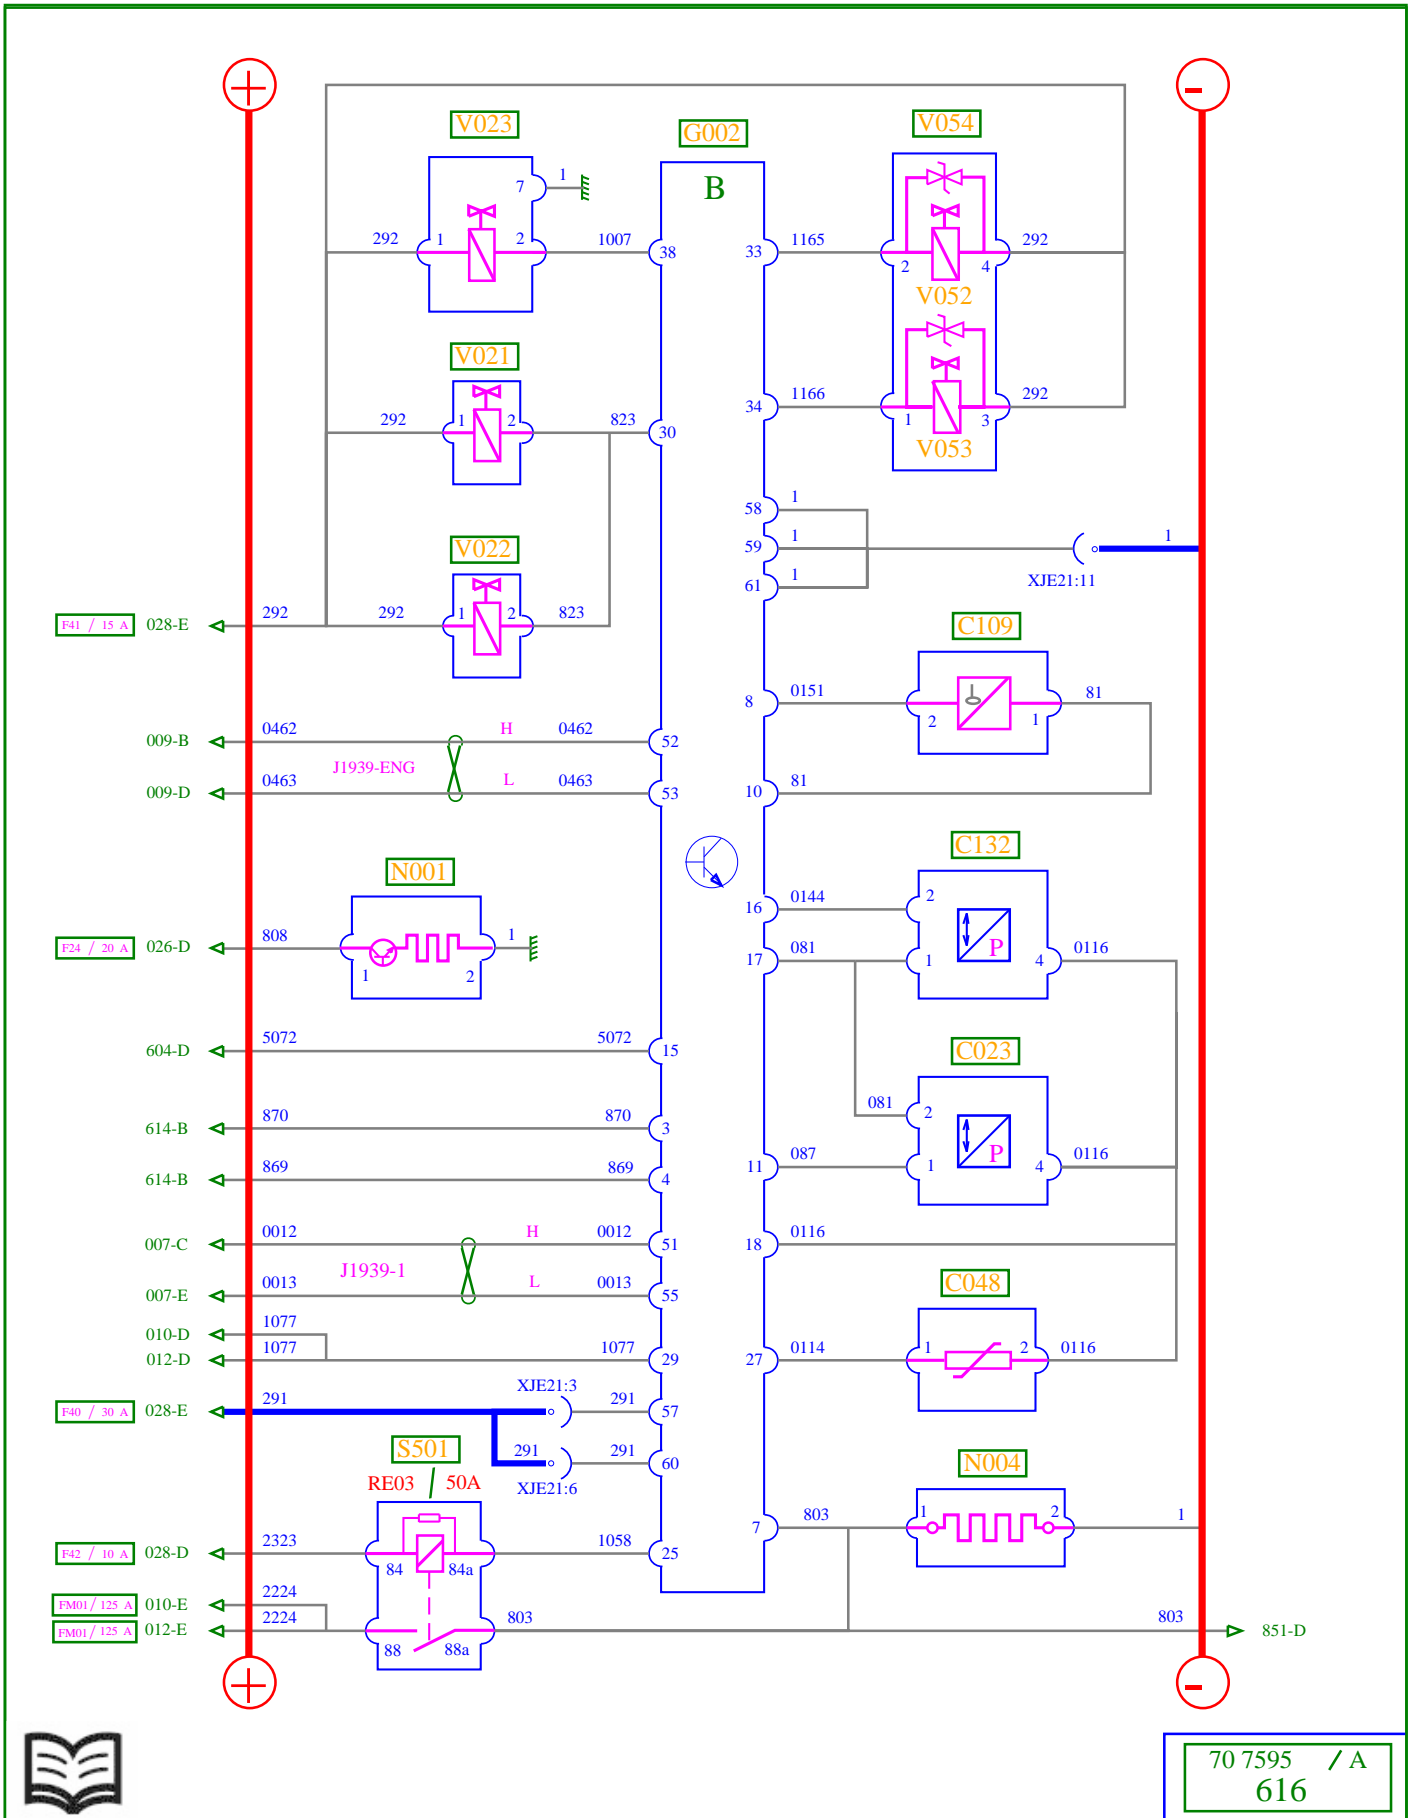 V023 G002 V054
B
7 1
292 1 2 1007 38 33 1165 2 4 292
V052
V021
292 1 2 823 30 34 1166 1 3 292
V053
58 1
V022 59 1 1
61 1 XJE21:11
F41 / 15 A 028-E 292 292 1 2 823 C109
8 0151 2 1 81
009-B 0462 H 0462 52
J1939-ENG
009-D 0463 L 0463 53 10 81
N001 C132
16 0144 2
F24 / 20 A 026-D 808 1 2 1 17 081 1 P 4 0116
604-D 5072 5072 15 C023
081 2
614-B 870 870 3
614-B 869 869 4 11 087 1 P 4 0116
007-C 0012 H 0012 51 18 0116
J1939-1
007-E 0013 L 0013 55 C048
010-D 1077
012-D 1077 1077 29 27 0114 1 2 0116
XJE21:3
F40 / 30 A 028-E 291 291 57
S501 291 291 60 N004
RE03 / 50A XJE21:6
7 803 1 2 1
F42 / 10 A 028-D 2323 84 84a 1058 25
FM01 / 125 A 010-E 2224
FM01 / 125 A 012-E 2224 88 88a 803 803 851-D
70 7595 / A
616